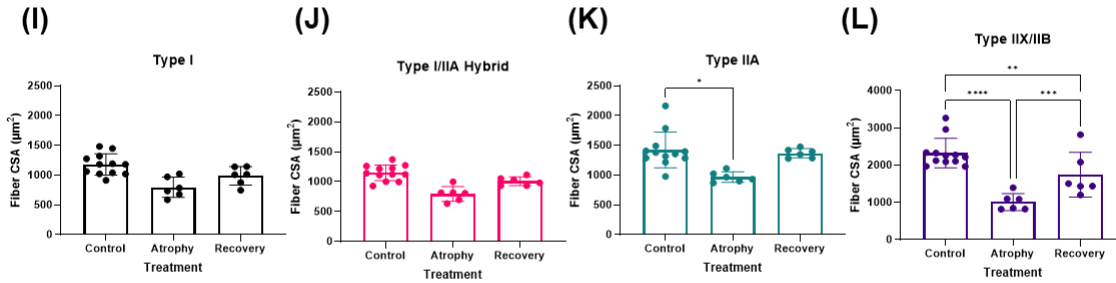 (I)
Type I
Fiber CSA (µm²)
2500
2000
1500
1000
500
0
Control Atrophy Recovery
Treatment
(J)
Type I/IIA Hybrid
Fiber CSA (µm²)
2500
2000
1500
1000
500
0
Control Atrophy Recovery
Treatment
(K)
Type IIA
Fiber CSA (µm²)
2500
2000
1500
1000
500
0
*
Control Atrophy Recovery
Treatment
(L)
Type IIX/IIB
Fiber CSA (µm²)
4000
3000
2000
1000
0
**
**** ***
Control Atrophy Recovery
Treatment